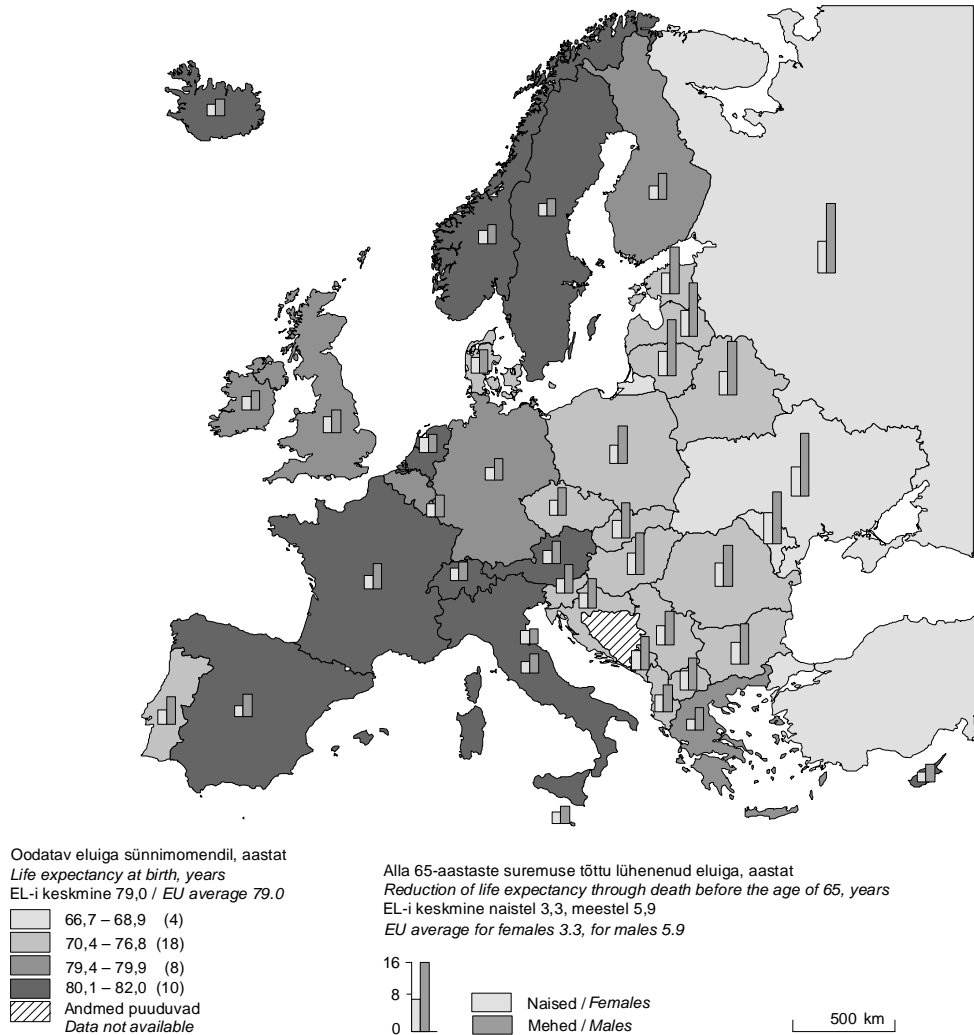 Oodatav eluiga sünnimomendil, aastat
Life expectancy at birth, years
EL-i keskmine 79,0 / EU average 79.0
66,7 – 68,9 (4)
70,4 – 76,8 (18)
79,4 – 79,9 (8)
80,1 – 82,0 (10)
Andmed puuduvad
Data not available
Alla 65-aastaste suremuse tõttu lühenenud eluiga, aastat
Reduction of life expectancy through death before the age of 65, years
EL-i keskmine naistel 3,3, meestel 5,9
EU average for females 3.3, for males 5.9
16
8
0
Naised / Females
Mehed / Males
500 km